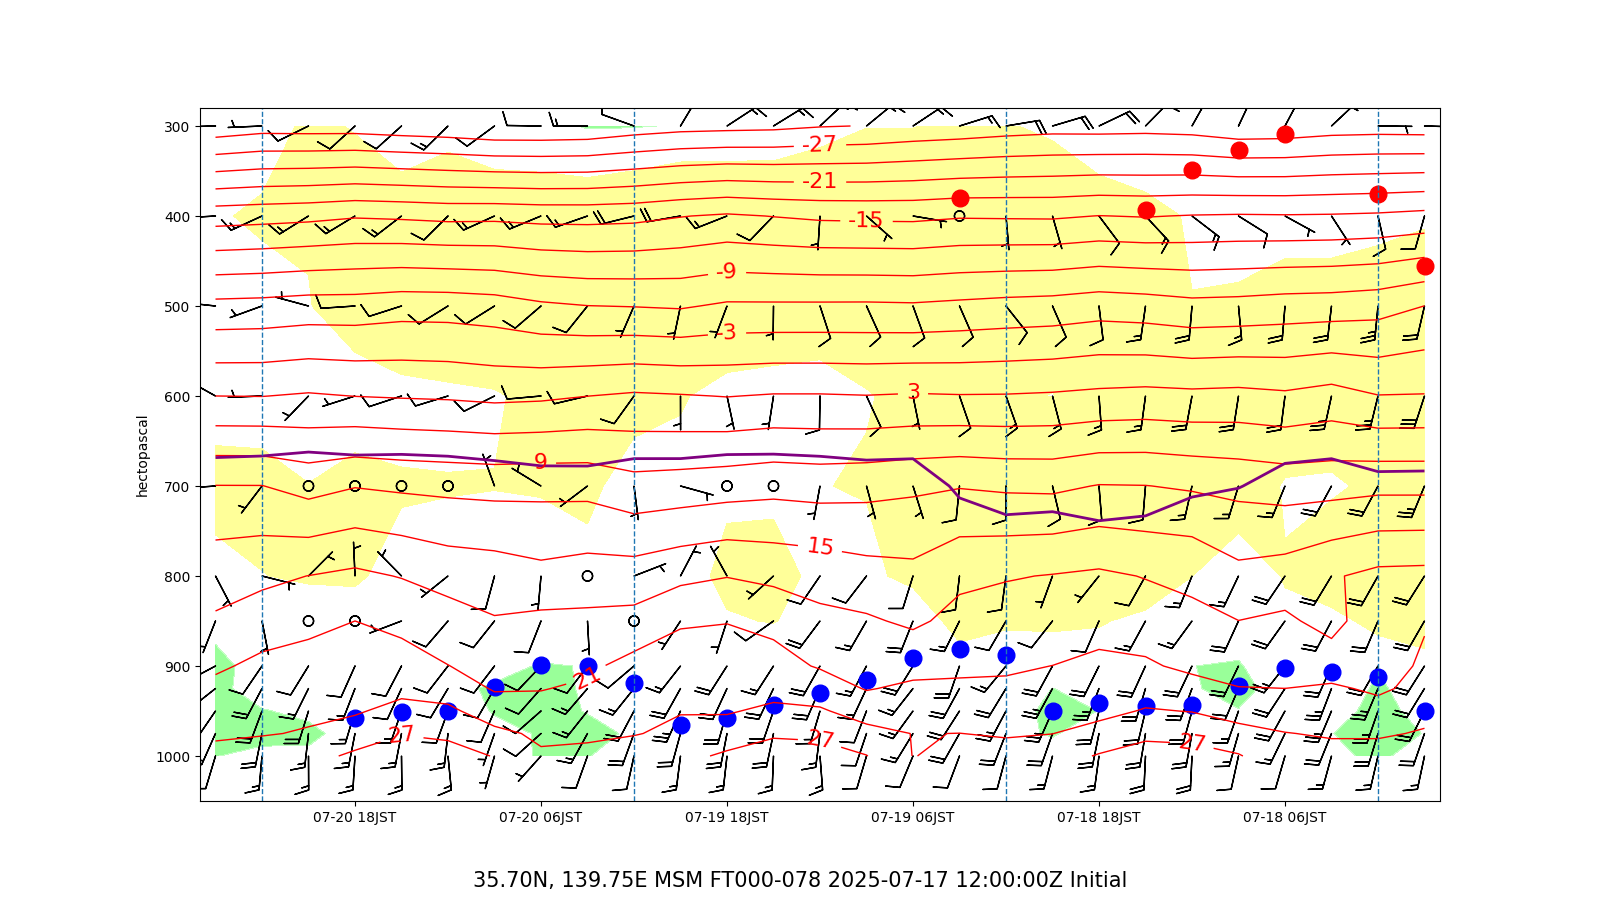 300
-27
-21
400
-15
-9
500
-3
600
3
hectopascal
9
700
15
800
900
21
27
27
27
1000
07-20 18JST
07-20 06JST
07-19 18JST
07-19 06JST
07-18 18JST
07-18 06JST
35.70N, 139.75E MSM FT000-078 2025-07-17 12:00:00Z Initial